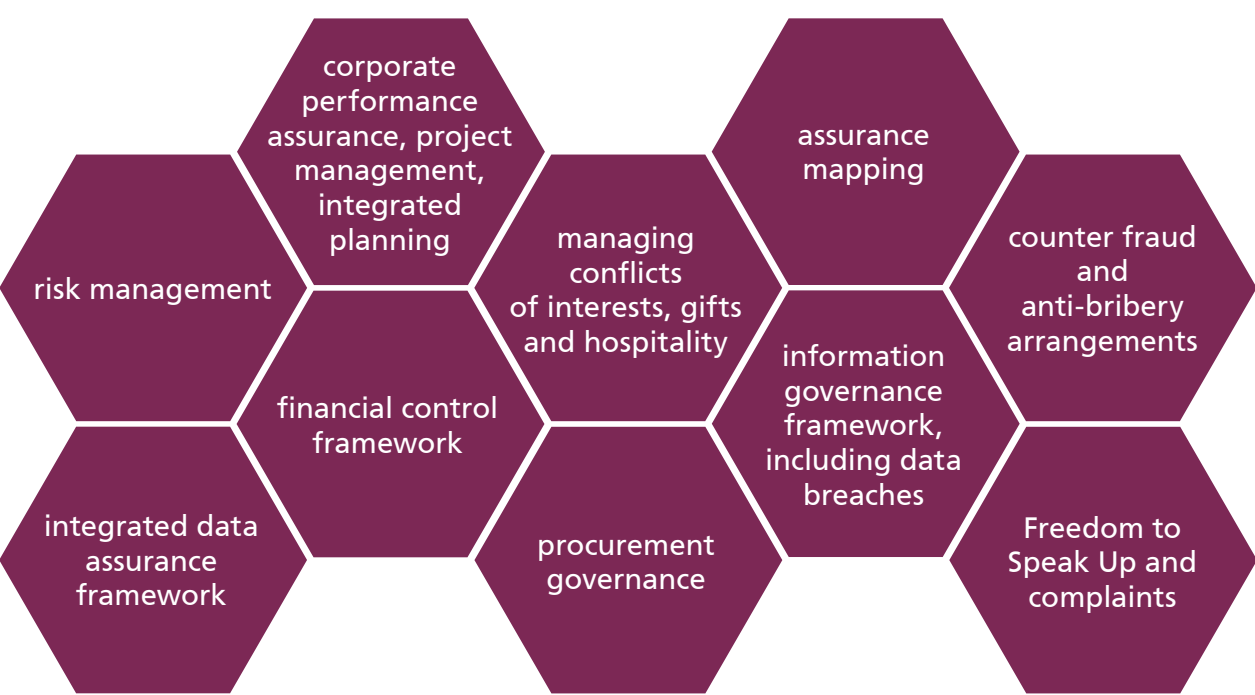 corporate
performance
assurance, project
management,
integrated
planning
assurance
mapping
risk management
managing
conflicts
of interests, gifts
and hospitality
counter fraud
and
anti-bribery
arrangements
financial control
framework
information
governance
framework,
including data
breaches
integrated data
assurance
framework
procurement
governance
Freedom to
Speak Up and
complaints